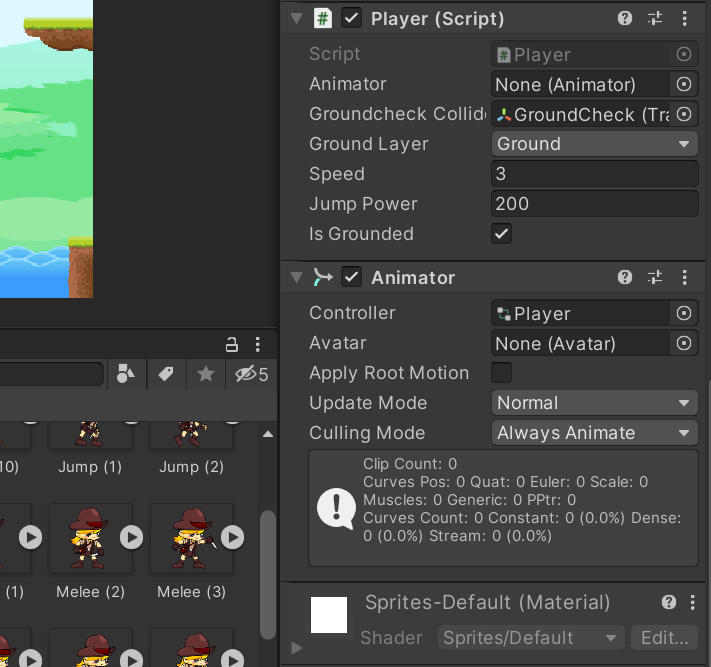 Player (Script)
Script Player
Animator None (Animator)
Groundcheck Collide GroundCheck (Tra
Ground Layer Ground
Speed 3
Jump Power 200
Is Grounded
Animator
Controller Player
Avatar None (Avatar)
Apply Root Motion
Update Mode Normal
Culling Mode Always Animate
Clip Count: 0
Curves Pos: 0 Quat: 0 Euler: 0 Scale: 0
Muscles: 0 Generic: 0 PPtr: 0
Curves Count: 0 Constant: 0 (0.0%) Dense:
0 (0.0%) Stream: 0 (0.0%)
Sprites-Default (Material)
Shader Sprites/Default Edit...
5
10) Jump (1) Jump (2)
(1) Melee (2) Melee (3)